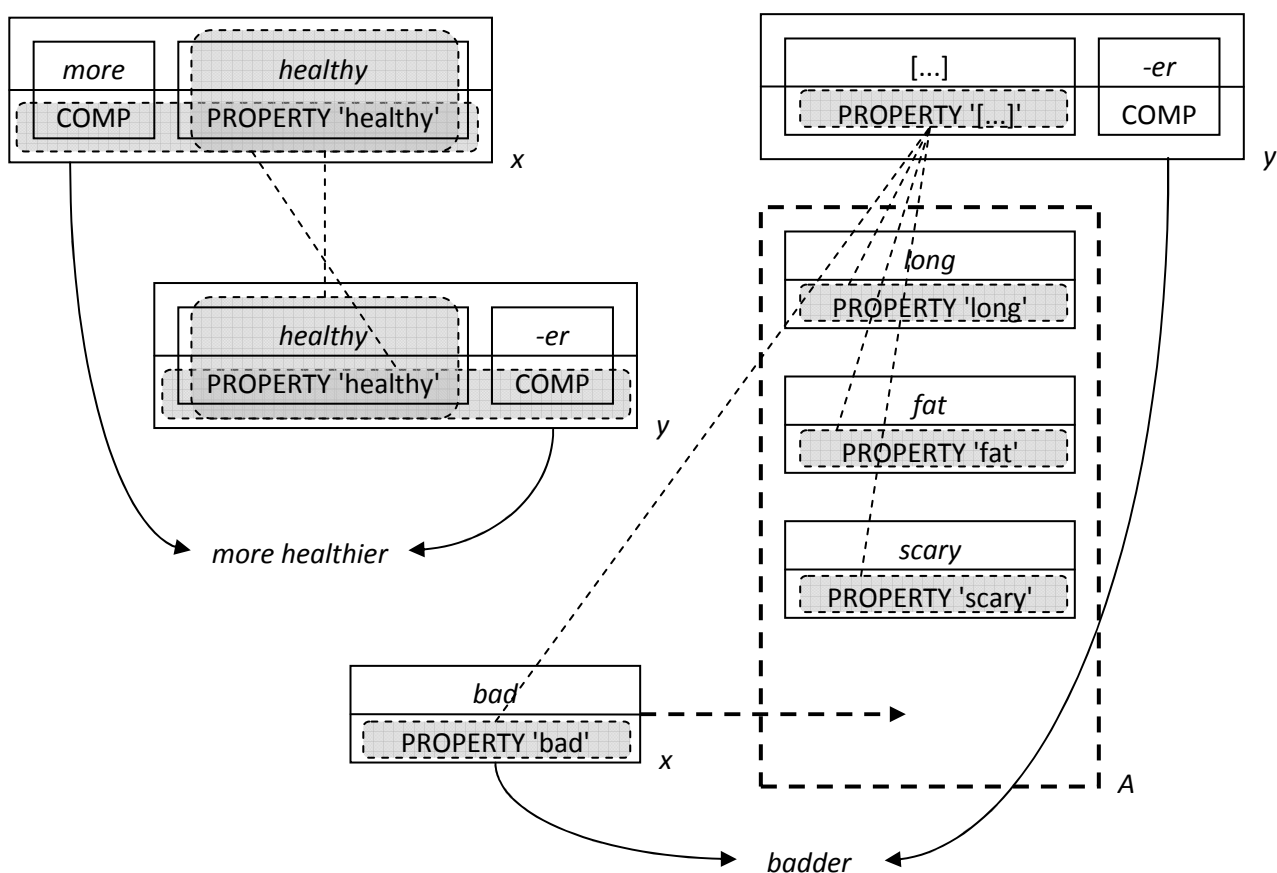 more healthy
COMP PROPERTY 'healthy'
x
healthy -er
PROPERTY 'healthy' COMP
y
more healthier
[...] -er
PROPERTY '[...]' COMP
y
long
PROPERTY 'long'
fat
PROPERTY 'fat'
scary
PROPERTY 'scary'
A
bad
PROPERTY 'bad'
x
badder